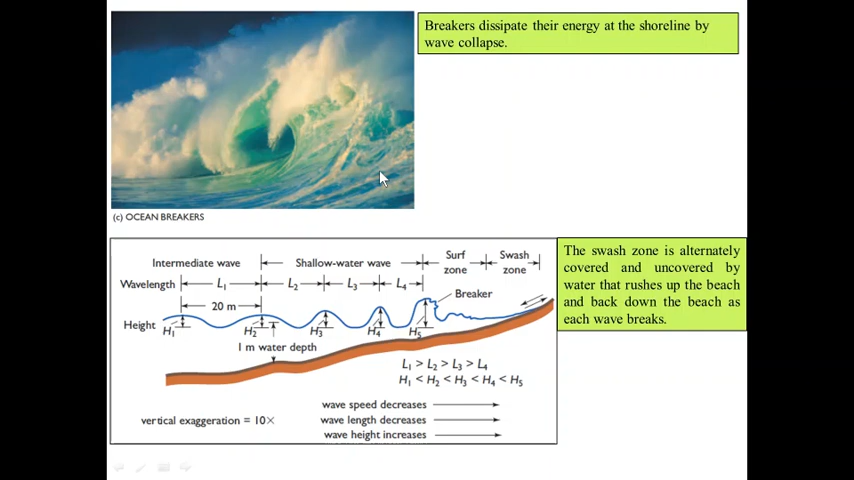 Breakers dissipate their energy at the shoreline by
wave collapse.
(c) OCEAN BREAKERS
Intermediate wave
Shallow-water wave
Surf
zone
Swash
zone
Wavelength
L₁
L₂
L₃
L₄
20 m
Breaker
Height
H₁
H₂
H₃
H₄
H₅
1 m water depth
L₁ > L₂ > L₃ > L₄
H₁ < H₂ < H₃ < H₄ < H₅
wave speed decreases
vertical exaggeration = 10×
wave length decreases
wave height increases
The swash zone is alternately
covered and uncovered by
water that rushes up the beach
and back down the beach as
each wave breaks.